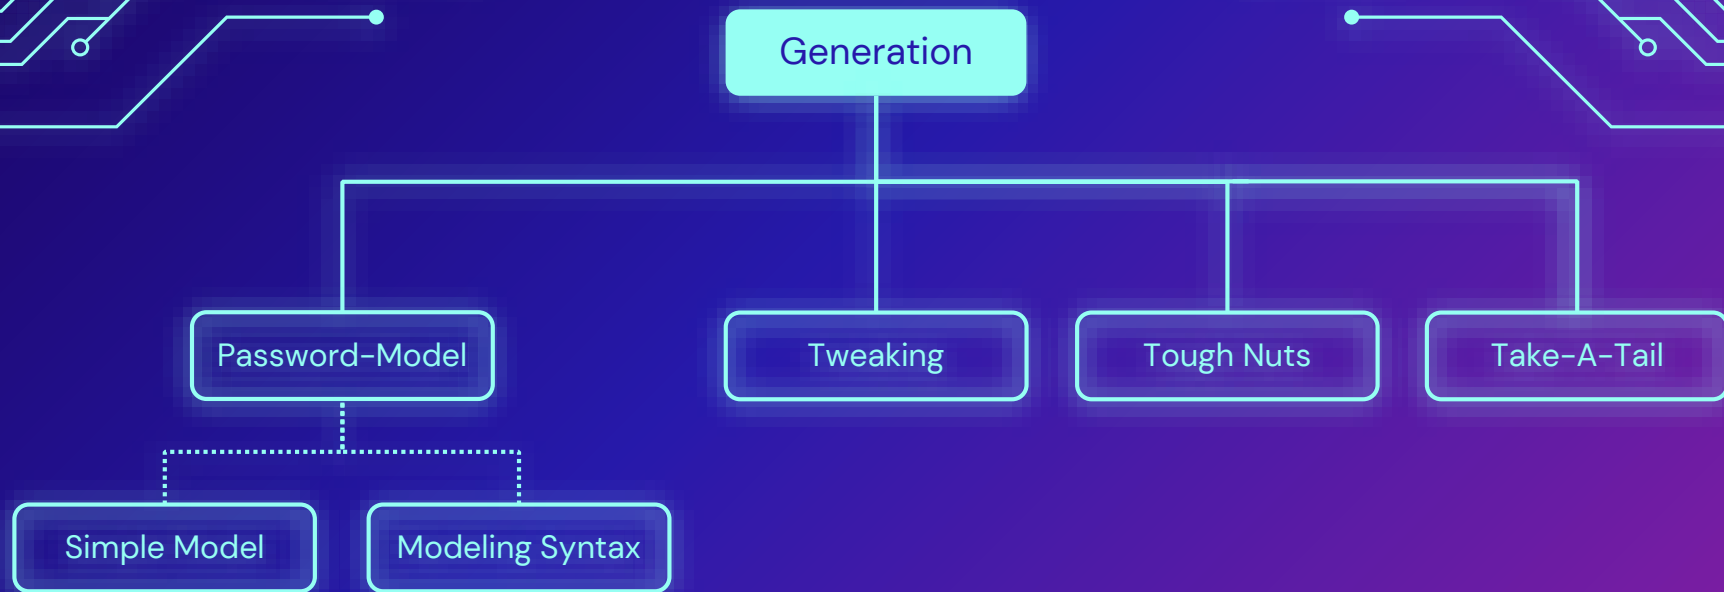 Generation
Password-Model
Tweaking
Tough Nuts
Take-A-Tail
Simple Model
Modeling Syntax